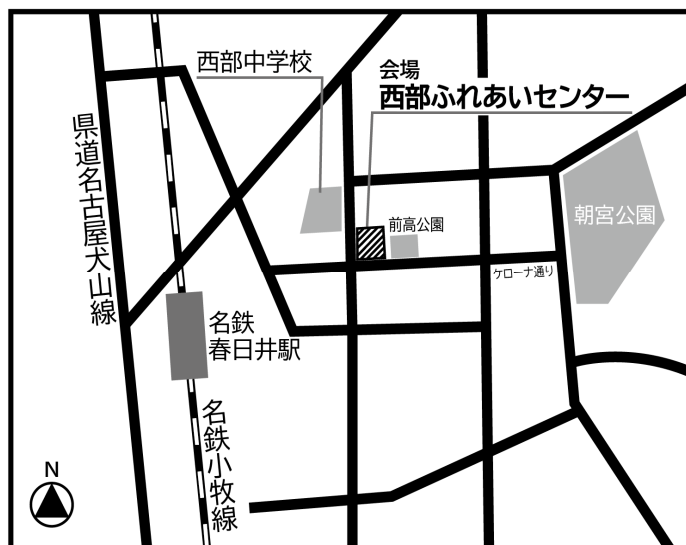 西部中学校
会場
西部ふれあいセンター
県道名古屋犬山線
前高公園
朝宮公園
ケローナ通り
名鉄
春日井駅
名鉄小牧線
N